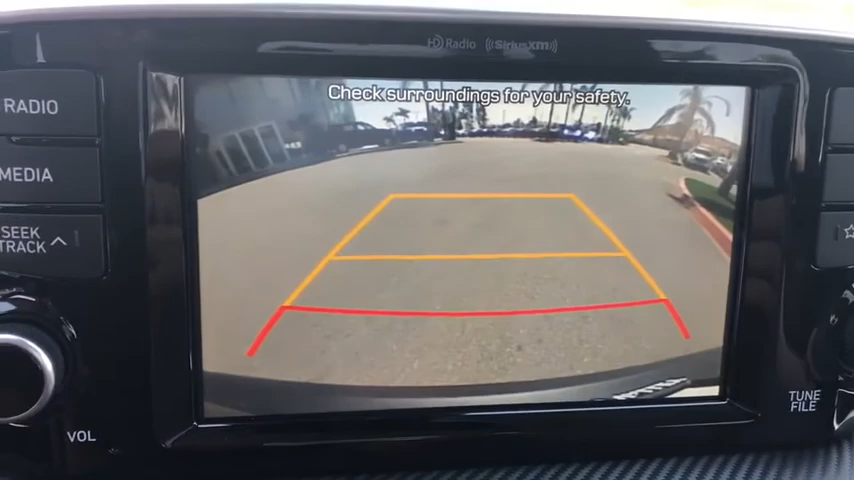 HD Radio
((SiriusXM))
RADIO
Check surroundings for your safety.
MEDIA
SEEK
TRACK
VOL
TUNE
FILE